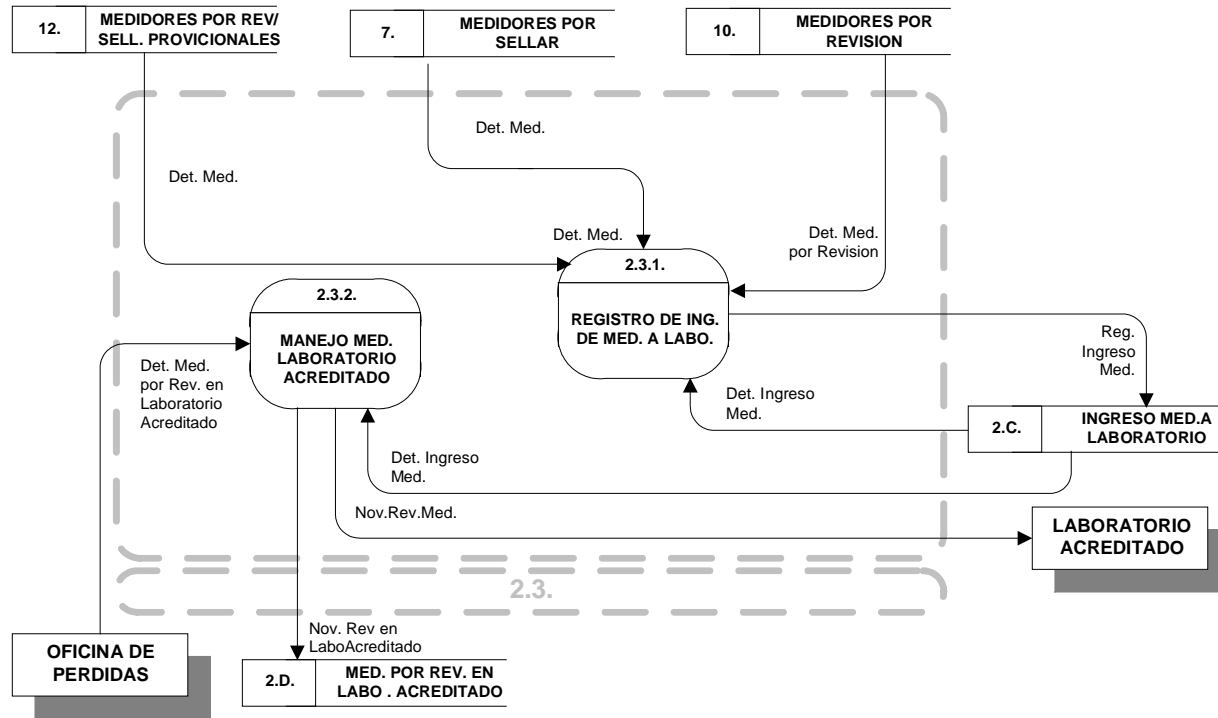 12.
MEDIDORES POR REV/
SELL. PROVICIONALES
7.
MEDIDORES POR
SELLAR
10.
MEDIDORES POR
REVISION
Det. Med.
Det. Med.
Det. Med.
Det. Med.
por Revision
2.3.1.
REGISTRO DE ING.
DE MED. A LABO.
2.3.2.
MANEJO MED.
LABORATORIO
ACREDITADO
Det. Med.
por Rev. en
Laboratorio
Acreditado
Reg.
Ingreso
Med.
Det. Ingreso
Med.
2.C.
INGRESO MED.A
LABORATORIO
Det. Ingreso
Med.
Nov.Rev.Med.
LABORATORIO
ACREDITADO
2.3.
OFICINA DE
PERDIDAS
Nov. Rev en
LaboAcreditado
2.D.
MED. POR REV. EN
LABO . ACREDITADO